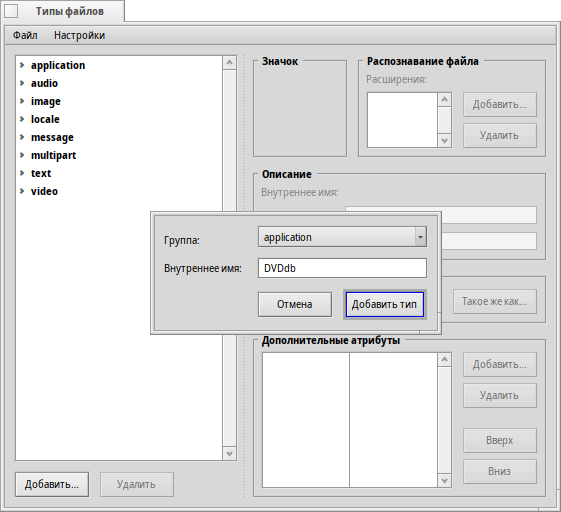 Типы файлов
Файл Настройки
application
audio
image
locale
message
multipart
text
video
Добавить... Удалить
Значок
Распознавание файла
Расширения:
Добавить...
Удалить
Описание
Внутреннее имя:
Группа: application
Внутреннее имя: DVDdb
Отмена Добавить тип
Такое же как...
Дополнительные атрибуты
Добавить...
Удалить
Вверх
Вниз